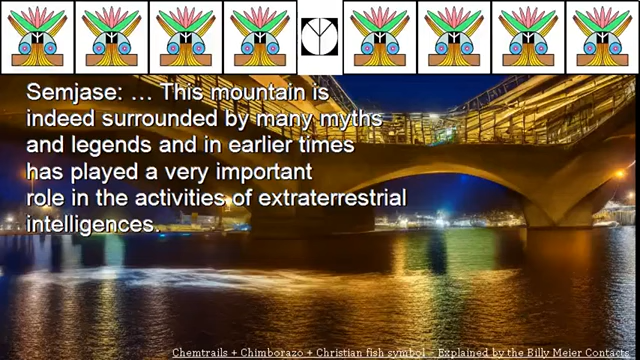 Semjase: … This mountain is
indeed surrounded by many myths
and legends and in earlier times
has played a very important
role in the activities of extraterrestrial
intelligences.
Chemtrails + Chimborazo + Christian fish symbol - Explained by the Billy Meier Contacts